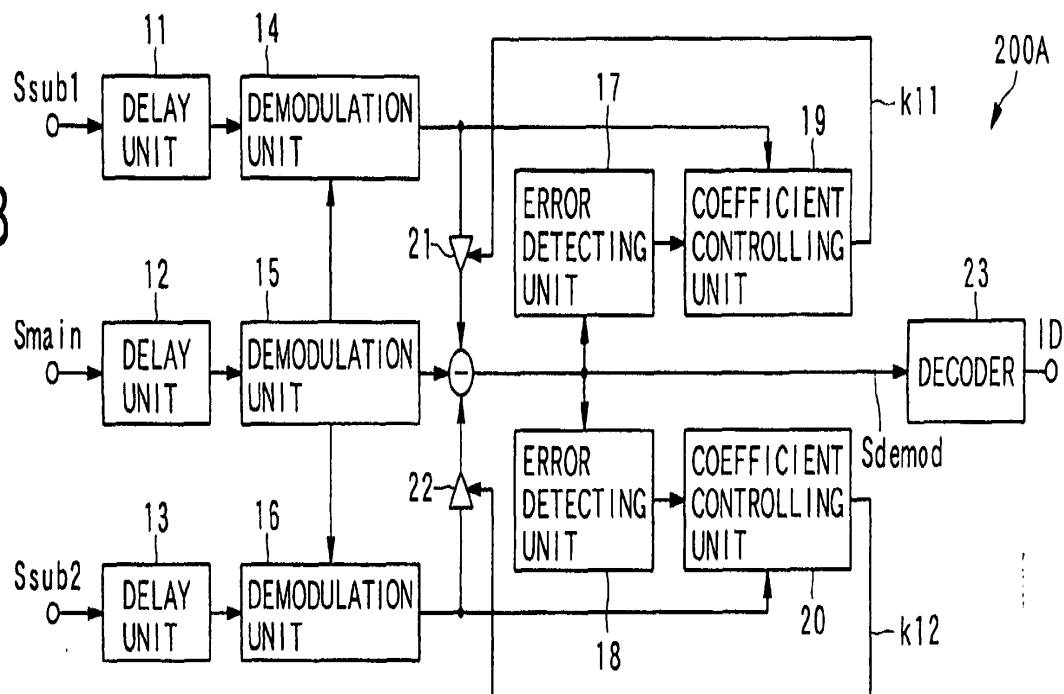 11
14
200A
Ssub1
DELAY
UNIT
DEMODULATION
UNIT
17
19
k11
3
21
ERROR
DETECTING
UNIT
COEFFICIENT
CONTROLLING
UNIT
12
15
23
Smain
DELAY
UNIT
DEMODULATION
UNIT
−
DECODER
ID
Sdemod
22
ERROR
DETECTING
UNIT
COEFFICIENT
CONTROLLING
UNIT
13
16
Ssub2
DELAY
UNIT
DEMODULATION
UNIT
18
20
k12